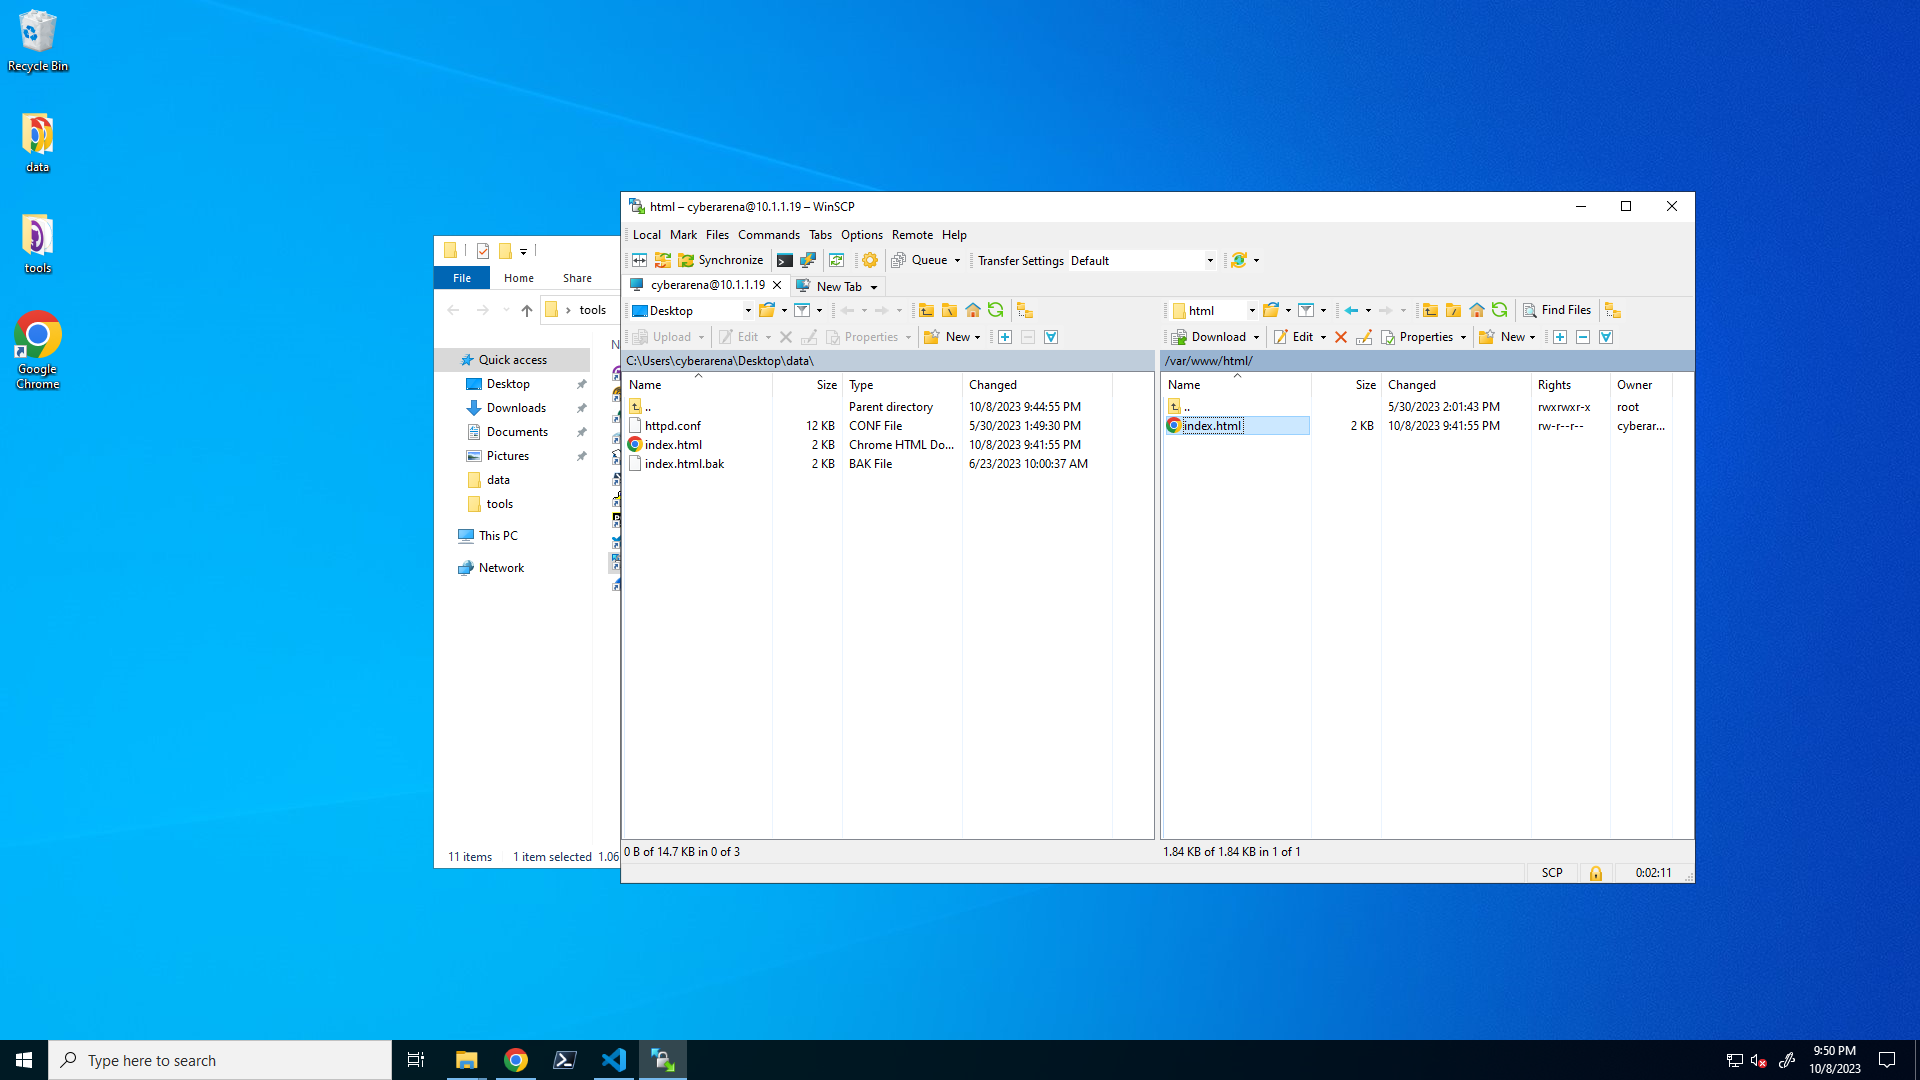 Recycle Bin
data
tools
Google
Chrome
File
Home
Share
tools
Quick access
Desktop
Downloads
Documents
Pictures
data
tools
This PC
Network
11 items
1 item selected
1.06
html – cyberarena@10.1.1.19 – WinSCP
Local Mark Files Commands Tabs Options Remote Help
Synchronize
Queue
Transfer Settings Default
cyberarena@10.1.1.19
New Tab
Desktop
Upload
Edit
Properties
New
C:\Users\cyberarena\Desktop\data\
Name Size Type Changed
.. Parent directory 10/8/2023 9:44:55 PM
httpd.conf 12 KB CONF File 5/30/2023 1:49:30 PM
index.html 2 KB Chrome HTML Do... 10/8/2023 9:41:55 PM
index.html.bak 2 KB BAK File 6/23/2023 10:00:37 AM
0 B of 14.7 KB in 0 of 3
html
Find Files
Download
Edit
Properties
New
/var/www/html/
Name Size Changed Rights Owner
.. 5/30/2023 2:01:43 PM rwxrwxr-x root
index.html 2 KB 10/8/2023 9:41:55 PM rw-r--r-- cyberar...
1.84 KB of 1.84 KB in 1 of 1
SCP
0:02:11
Type here to search
9:50 PM
10/8/2023